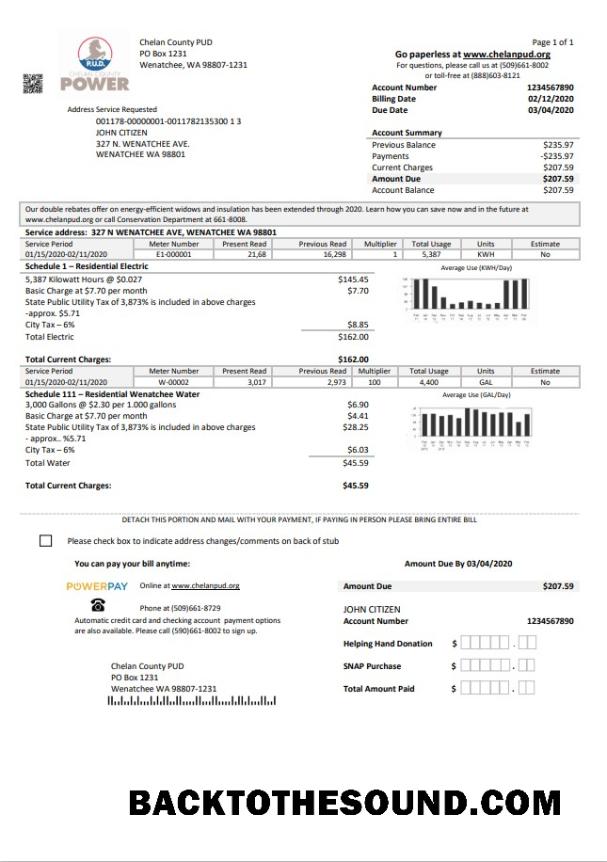 Chelan County PUD
PO Box 1231
Wenatchee, WA 98807-1231
P.U.D.
CHELAN COUNTY
POWER
Page 1 of 1
Go paperless at www.chelanpud.org
For questions, please call us at (509)661-8002
or toll-free at (888)603-8121
Account Number 1234567890
Billing Date 02/12/2020
Due Date 03/04/2020
Address Service Requested
001178-00000001-0011782135300 1 3
JOHN CITIZEN
327 N. WENATCHEE AVE.
WENATCHEE WA 98801
Account Summary
Previous Balance $235.97
Payments -$235.97
Current Charges $207.59
Amount Due $207.59
Account Balance $207.59
Our double rebates offer on energy-efficient widows and insulation has been extended through 2020. Learn how you can save now and in the future at
www.chelanpud.org or call Conservation Department at 661-8008.
Service address: 327 N WENATCHEE AVE, WENATCHEE WA 98801
Service Period Meter Number Present Read Previous Read Multiplier Total Usage Units Estimate
01/15/2020-02/11/2020 E1-000001 21,68 16,298 1 5,387 KWH No
Schedule 1 – Residential Electric
Average Use (KWH/Day)
5,387 Kilowatt Hours @ $0.027 $145.45
Basic Charge at $7.70 per month $7.70
State Public Utility Tax of 3,873% is included in above charges
-approx. $5.71
City Tax – 6% $8.85
Total Electric $162.00
Total Current Charges: $162.00
Service Period Meter Number Present Read Previous Read Multiplier Total Usage Units Estimate
01/15/2020-02/11/2020 W-00002 3,017 2,973 100 4,400 GAL No
Schedule 111 – Residential Wenatchee Water
Average Use (GAL/Day)
3,000 Gallons @ $2.30 per 1.000 gallons $6.90
Basic Charge at $7.70 per month $4.41
State Public Utility Tax of 3,873% is included in above charges $28.25
- approx.. %5.71
City Tax – 6% $6.03
Total Water $45.59
Total Current Charges: $45.59
DETACH THIS PORTION AND MAIL WITH YOUR PAYMENT, IF PAYING IN PERSON PLEASE BRING ENTIRE BILL
Please check box to indicate address changes/comments on back of stub
You can pay your bill anytime:
POWERPAY Online at www.chelanpud.org
Phone at (509)661-8729
Automatic credit card and checking account payment options
are also available. Please call (590)661-8002 to sign up.
Amount Due By 03/04/2020
Amount Due $207.59
JOHN CITIZEN
Account Number 1234567890
Helping Hand Donation $ .
SNAP Purchase $ .
Total Amount Paid $ .
Chelan County PUD
PO Box 1231
Wenatchee WA 98807-1231
BACKTOTHESOUND.COM